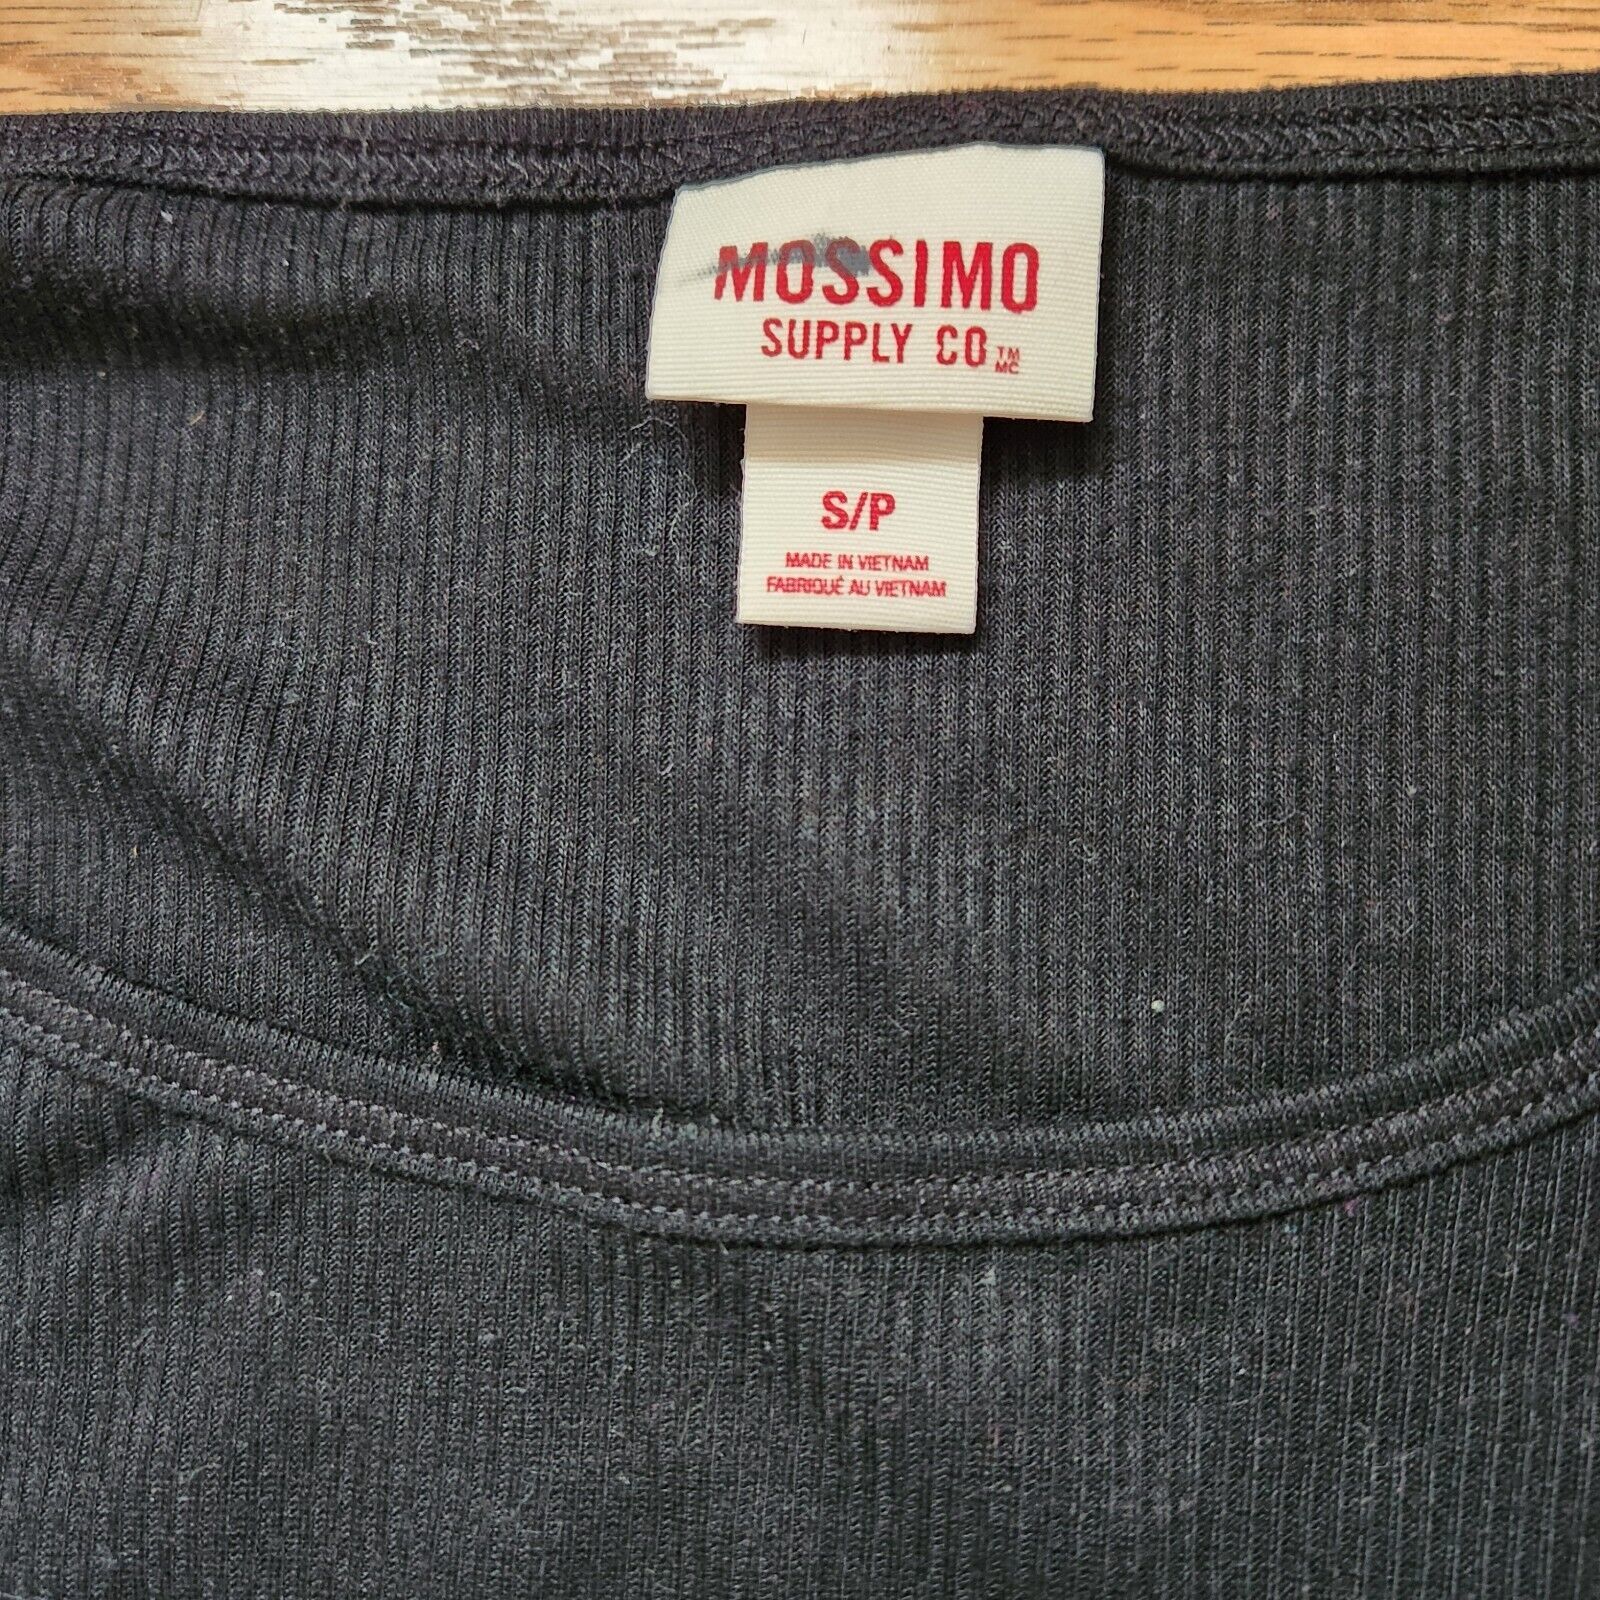 MOSSIMO
SUPPLY CO TM
MC
S/P
MADE IN VIETNAM
FABRIQUÉ AU VIETNAM